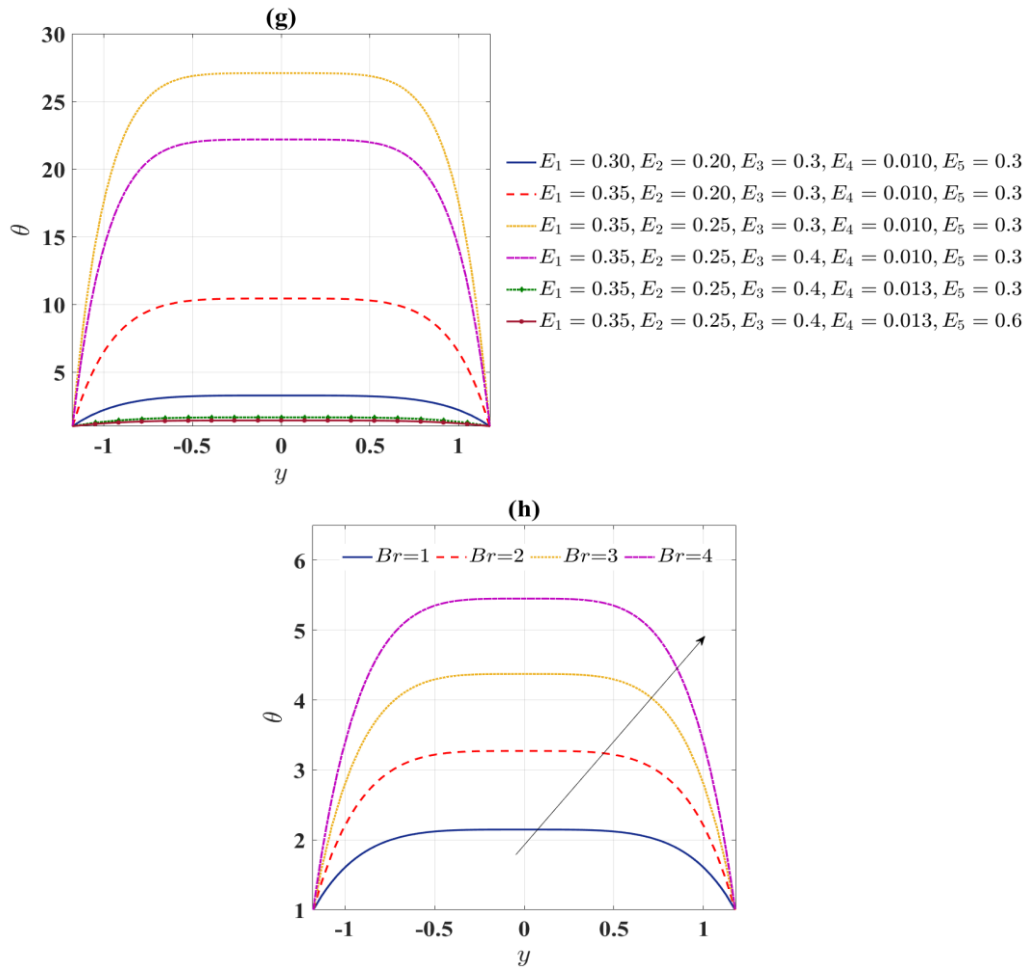 (g)
30
25
20
15
10
5
θ
-1 -0.5 0 0.5 1
y
E₁ = 0.30, E₂ = 0.20, E₃ = 0.3, E₄ = 0.010, E₅ = 0.3
E₁ = 0.35, E₂ = 0.20, E₃ = 0.3, E₄ = 0.010, E₅ = 0.3
E₁ = 0.35, E₂ = 0.25, E₃ = 0.3, E₄ = 0.010, E₅ = 0.3
E₁ = 0.35, E₂ = 0.25, E₃ = 0.4, E₄ = 0.010, E₅ = 0.3
E₁ = 0.35, E₂ = 0.25, E₃ = 0.4, E₄ = 0.013, E₅ = 0.3
E₁ = 0.35, E₂ = 0.25, E₃ = 0.4, E₄ = 0.013, E₅ = 0.6
(h)
Br=1 Br=2 Br=3 Br=4
6
5
4
3
2
1
θ
-1 -0.5 0 0.5 1
y